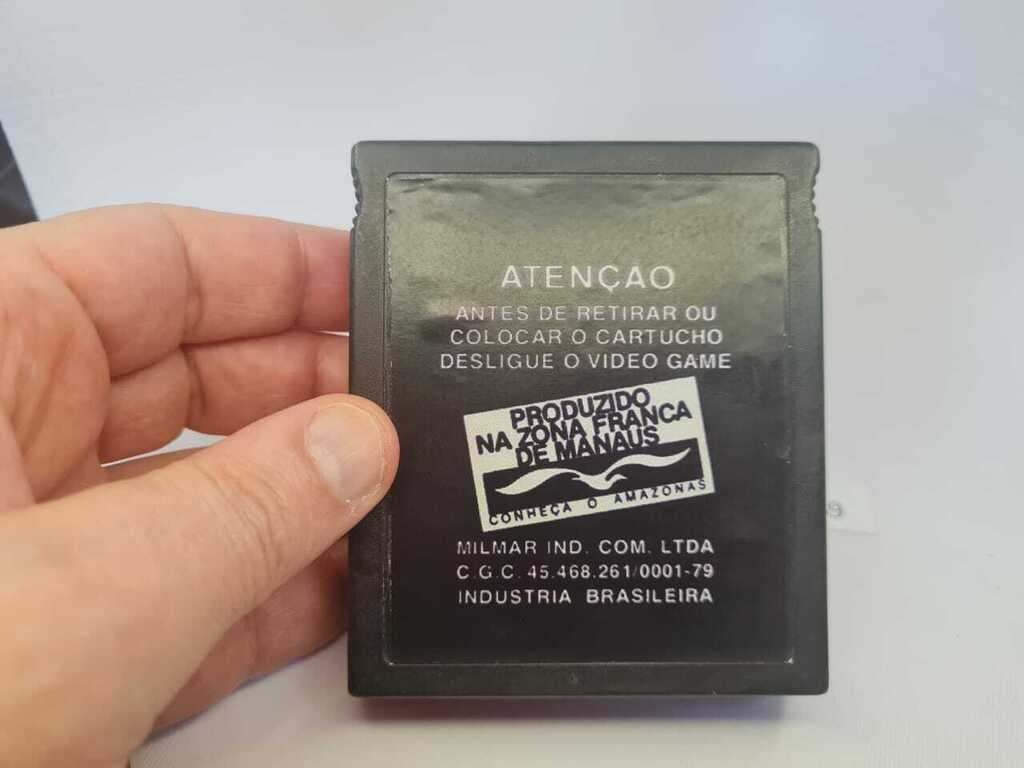 ATENÇAO
ANTES DE RETIRAR OU
COLOCAR O CARTUCHO
DESLIGUE O VIDEO GAME
PRODUZIDO
NA ZONA FRANCA
DE MANAUS
CONHEÇA O AMAZONAS
MILMAR IND. COM. LTDA
C.G.C. 45.468.261/0001-79
INDUSTRIA BRASILEIRA